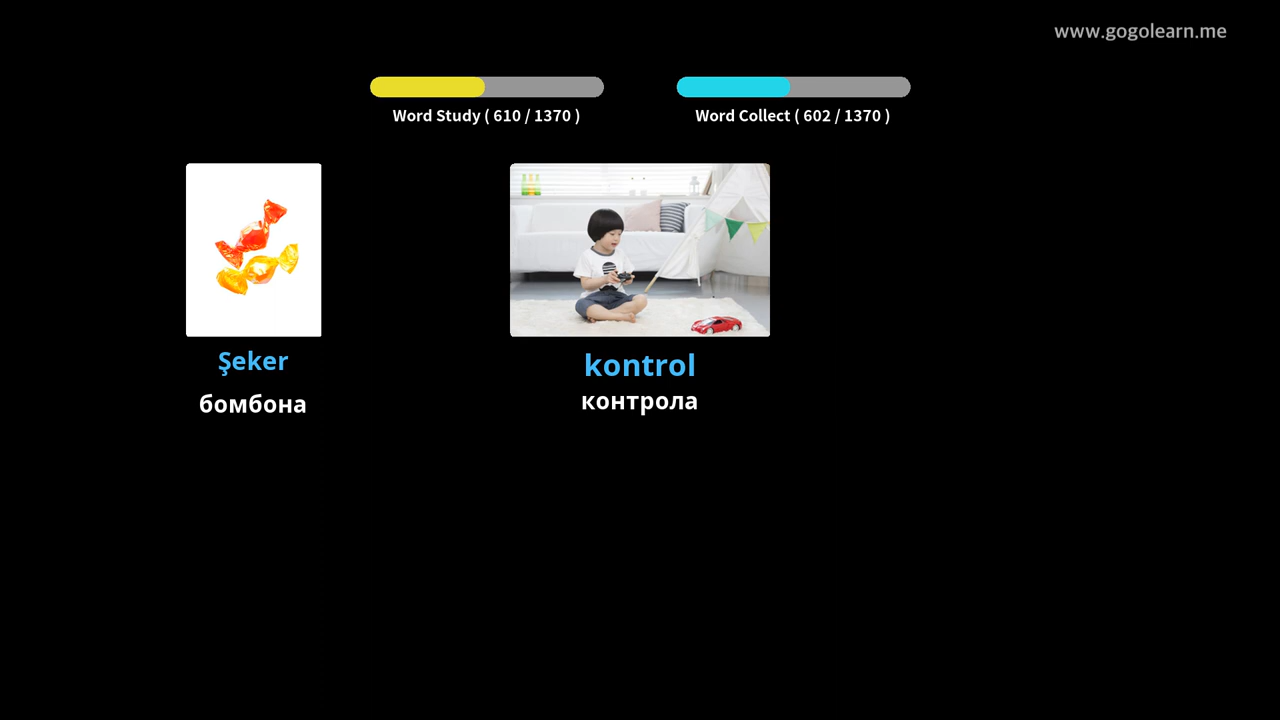 www.gogolearn.me
Word Study ( 610 / 1370 )
Word Collect ( 602 / 1370 )
Şeker
бомбона
kontrol
контрола